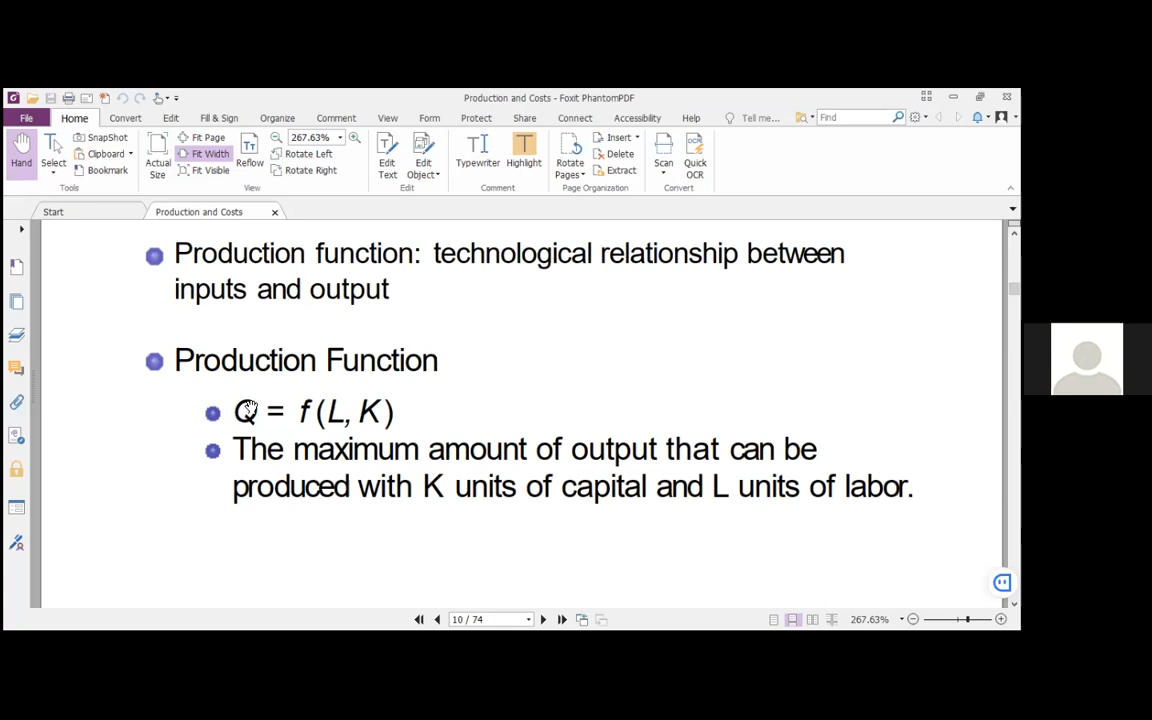 Production and Costs - Foxit PhantomPDF
File Home Convert Edit Fill & Sign Organize Comment View Form Protect Share Connect Accessibility Help Tell me... Find
Hand
Select
SnapShot
Clipboard
Bookmark
Tools
Actual Size
Fit Page
Fit Width
Fit Visible
Reflow
267.63%
Rotate Left
Rotate Right
View
Edit Text
Edit Object
Edit
Typewriter
Highlight
Comment
Rotate Pages
Insert
Delete
Extract
Page Organization
Scan
Quick OCR
Convert
Start
Production and Costs
Production function: technological relationship between
inputs and output
Production Function
Q = f (L, K)
The maximum amount of output that can be
produced with K units of capital and L units of labor.
10 / 74
267.63%